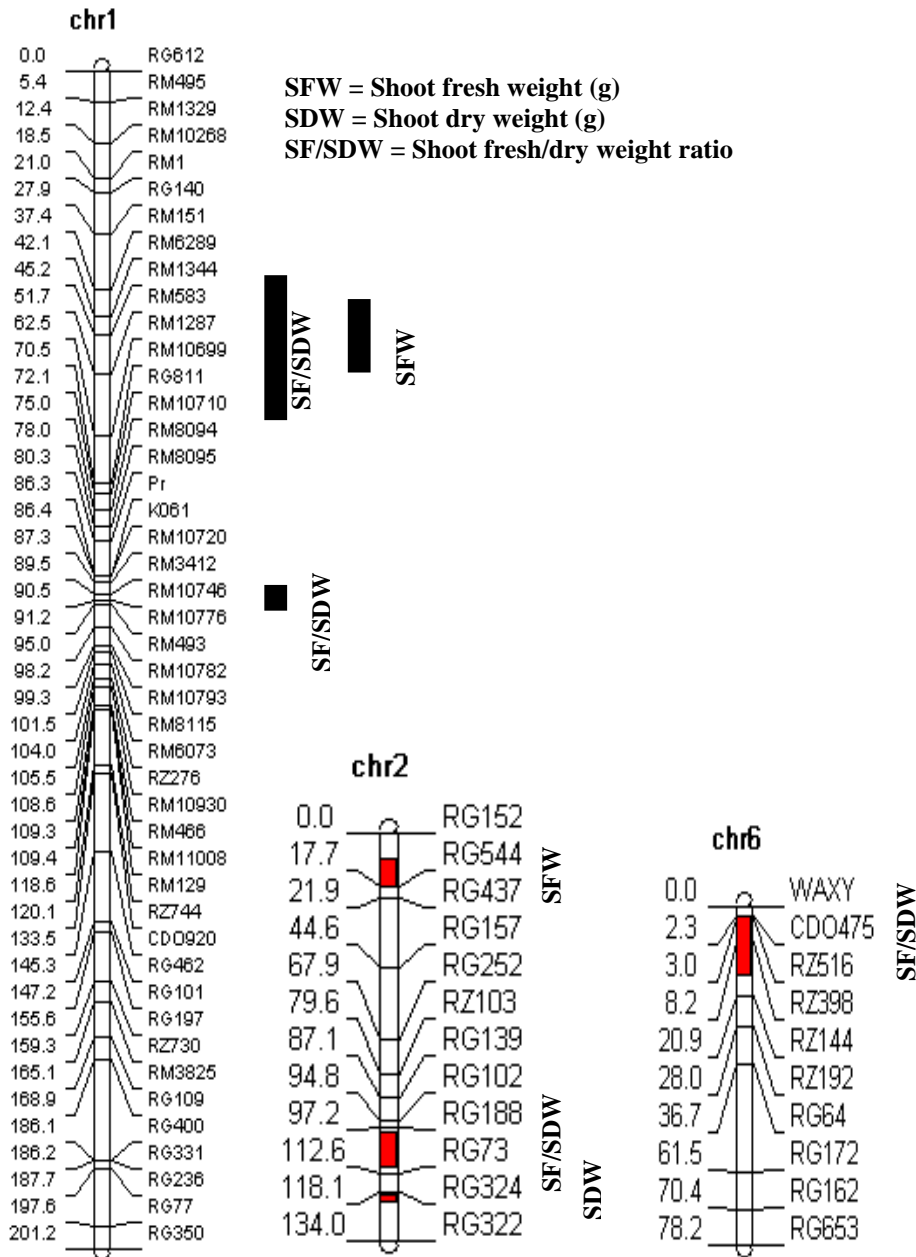 chr1
0.0 RG612
5.4 RM495
12.4 RM1329
18.5 RM10268
21.0 RM1
27.9 RG140
37.4 RM151
42.1 RM6289
45.2 RM1344
51.7 RM583
62.5 RM1287
70.5 RM10699
72.1 RG811
75.0 RM10710
78.0 RM8094
80.3 RM8095
86.3 Pr
86.4 K061
87.3 RM10720
89.5 RM3412
90.5 RM10746
91.2 RM10776
95.0 RM493
98.2 RM10782
99.3 RM10793
101.5 RM8115
104.0 RM6073
105.5 RZ276
108.6 RM10930
109.3 RM466
109.4 RM11008
118.6 RM129
120.1 RZ744
133.5 CDO920
145.3 RG462
147.2 RG101
155.6 RG197
159.3 RZ730
165.1 RM3825
168.9 RG109
186.1 RG400
186.2 RG331
187.7 RG236
197.6 RG77
201.2 RG350
SFW = Shoot fresh weight (g)
SDW = Shoot dry weight (g)
SF/SDW = Shoot fresh/dry weight ratio
SF/SDW
SFW
SF/SDW
chr2
0.0 RG152
17.7 RG544
21.9 RG437
44.6 RG157
67.9 RG252
79.6 RZ103
87.1 RG139
94.8 RG102
97.2 RG188
112.6 RG73
118.1 RG324
134.0 RG322
SFW
SF/SDW
SDW
chr6
0.0 WAXY
2.3 CDO475
3.0 RZ516
8.2 RZ398
20.9 RZ144
28.0 RZ192
36.7 RG64
61.5 RG172
70.4 RG162
78.2 RG653
SF/SDW